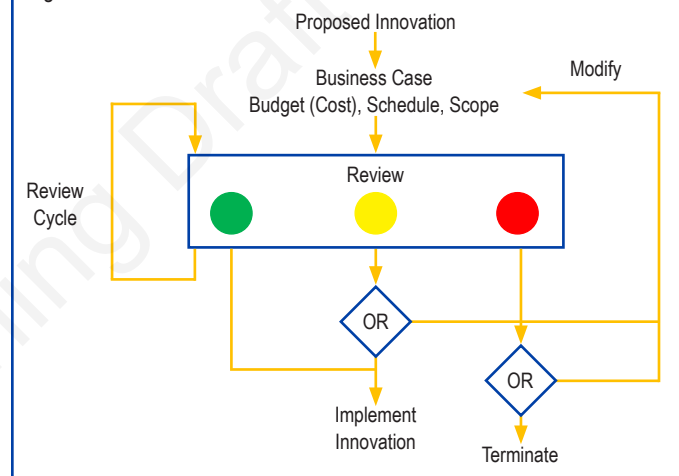 Proposed Innovation
Business Case
Budget (Cost), Schedule, Scope
Modify
Review
Review
Cycle
OR
OR
Implement
Innovation
Terminate